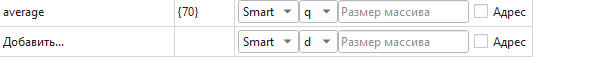 average {70} Smart q Размер массива Адрес
Добавить... Smart d Размер массива Адрес